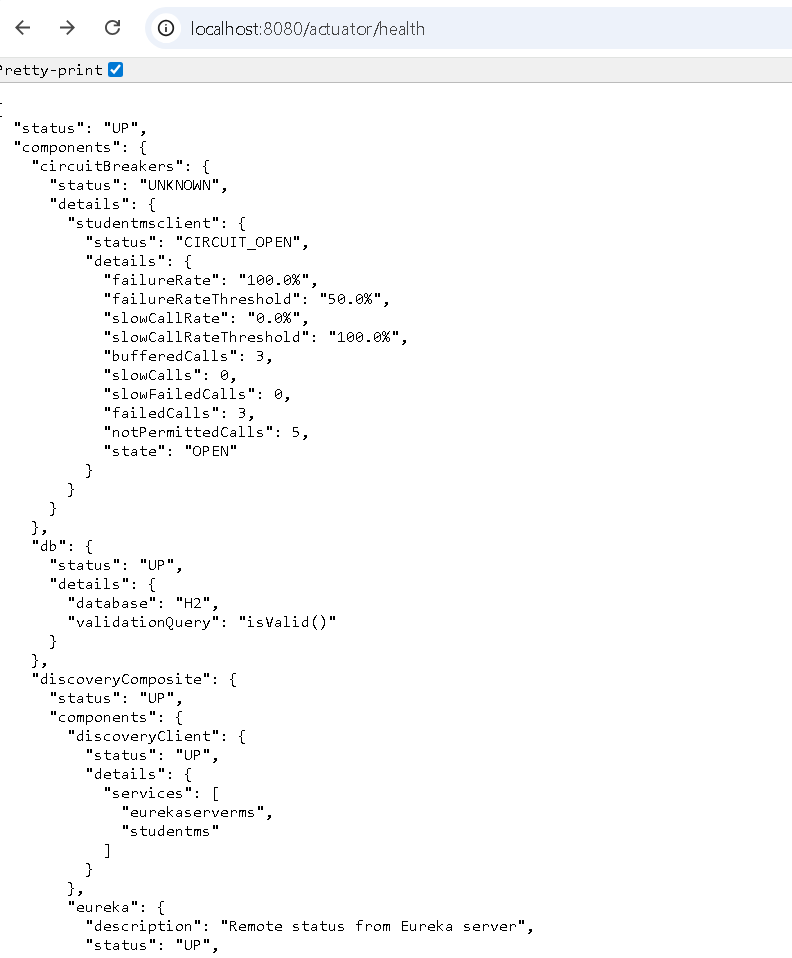 localhost:8080/actuator/health
Pretty-print
{
"status": "UP",
"components": {
"circuitBreakers": {
"status": "UNKNOWN",
"details": {
"studentmsclient": {
"status": "CIRCUIT_OPEN",
"details": {
"failureRate": "100.0%",
"failureRateThreshold": "50.0%",
"slowCallRate": "0.0%",
"slowCallRateThreshold": "100.0%",
"bufferedCalls": 3,
"slowCalls": 0,
"slowFailedCalls": 0,
"failedCalls": 3,
"notPermittedCalls": 5,
"state": "OPEN"
}
}
}
},
"db": {
"status": "UP",
"details": {
"database": "H2",
"validationQuery": "isValid()"
}
},
"discoveryComposite": {
"status": "UP",
"components": {
"discoveryClient": {
"status": "UP",
"details": {
"services": [
"eurekaserverms",
"studentms"
]
}
},
"eureka": {
"description": "Remote status from Eureka server",
"status": "UP",